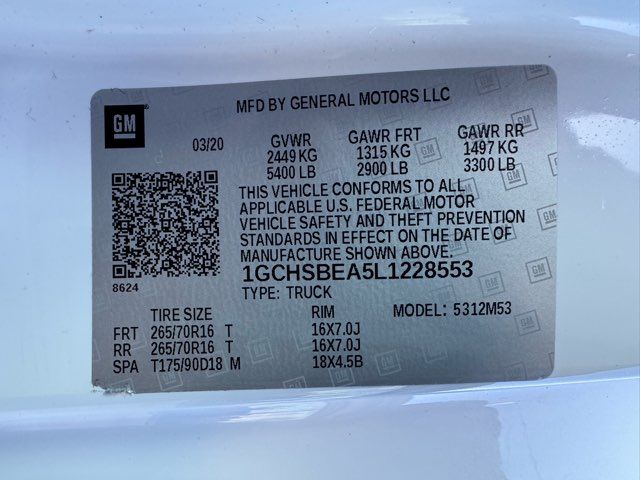 GM
MFD BY GENERAL MOTORS LLC
03/20 GVWR GAWR FRT GAWR RR
2449 KG 1315 KG 1497 KG
5400 LB 2900 LB 3300 LB
THIS VEHICLE CONFORMS TO ALL
APPLICABLE U.S. FEDERAL MOTOR
VEHICLE SAFETY AND THEFT PREVENTION
STANDARDS IN EFFECT ON THE DATE OF
MANUFACTURE SHOWN ABOVE.
8624
1GCHSBEA5L1228553
TYPE: TRUCK MODEL: 5312M53
TIRE SIZE RIM
FRT 265/70R16 T 16X7.0J
RR 265/70R16 T 16X7.0J
SPA T175/90D18 M 18X4.5B